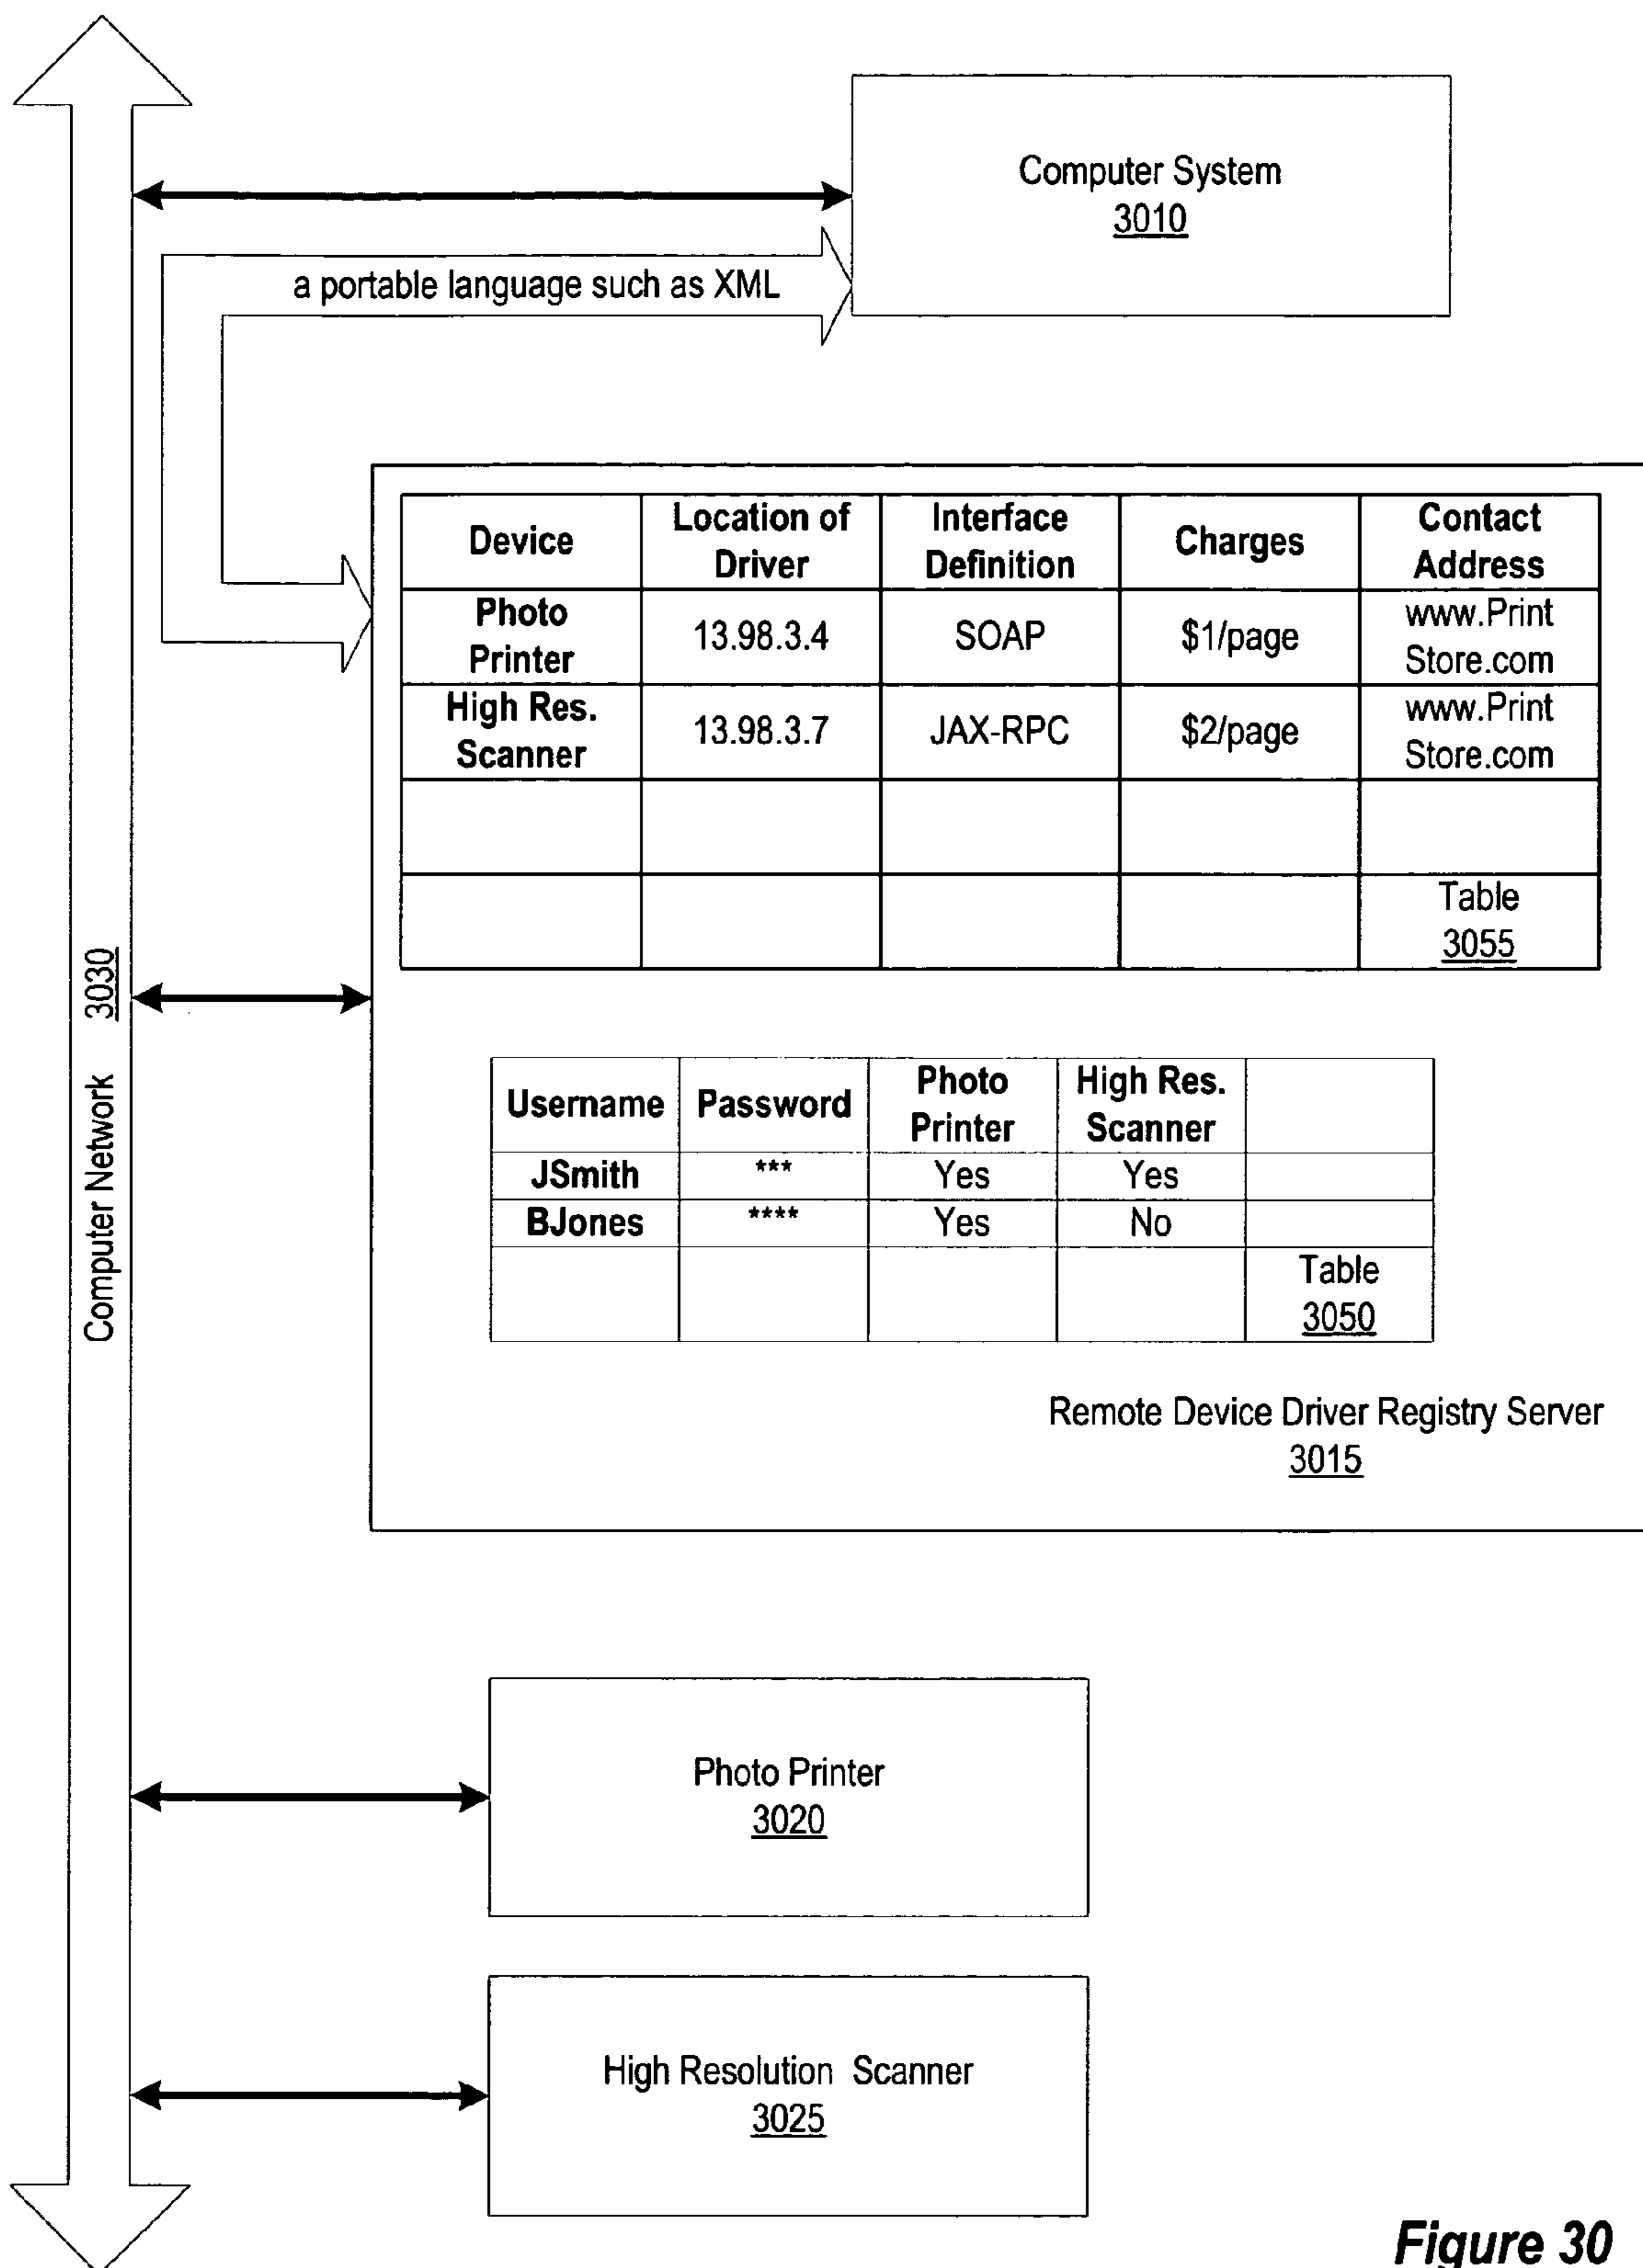 Computer System
3010
a portable language such as XML
Device
Location of
Driver
Interface
Definition
Charges
Contact
Address
Photo
Printer
13.98.3.4
SOAP
$1/page
www.Print
Store.com
High Res.
Scanner
13.98.3.7
JAX-RPC
$2/page
www.Print
Store.com
Table
3055
Computer Network 3030
Username
Password
Photo
Printer
High Res.
Scanner
JSmith
***
Yes
Yes
BJones
****
Yes
No
Table
3050
Remote Device Driver Registry Server
3015
Photo Printer
3020
High Resolution Scanner
3025
Figure 30